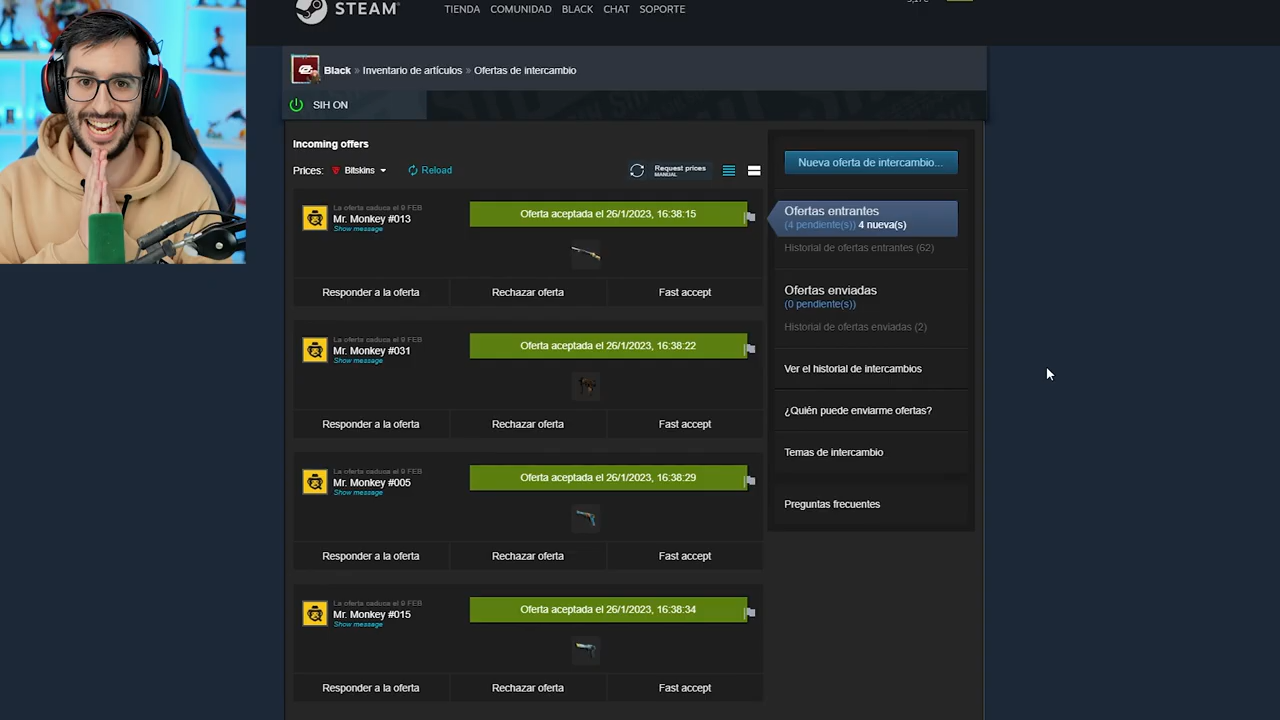 STEAM®
TIENDA COMUNIDAD BLACK CHAT SOPORTE
Black » Inventario de artículos » Ofertas de intercambio
SIH ON
Incoming offers
Prices: Bitskins Reload Request prices
MANUAL
La oferta caduca el 9 FEB
Mr. Monkey #013
Show message
Oferta aceptada el 26/1/2023, 16:38:15
Responder a la oferta Rechazar oferta Fast accept
La oferta caduca el 9 FEB
Mr. Monkey #031
Show message
Oferta aceptada el 26/1/2023, 16:38:22
Responder a la oferta Rechazar oferta Fast accept
La oferta caduca el 9 FEB
Mr. Monkey #005
Show message
Oferta aceptada el 26/1/2023, 16:38:29
Responder a la oferta Rechazar oferta Fast accept
La oferta caduca el 9 FEB
Mr. Monkey #015
Show message
Oferta aceptada el 26/1/2023, 16:38:34
Responder a la oferta Rechazar oferta Fast accept
Nueva oferta de intercambio...
Ofertas entrantes
(4 pendiente(s)) 4 nueva(s)
Historial de ofertas entrantes (62)
Ofertas enviadas
(0 pendiente(s))
Historial de ofertas enviadas (2)
Ver el historial de intercambios
¿Quién puede enviarme ofertas?
Temas de intercambio
Preguntas frecuentes